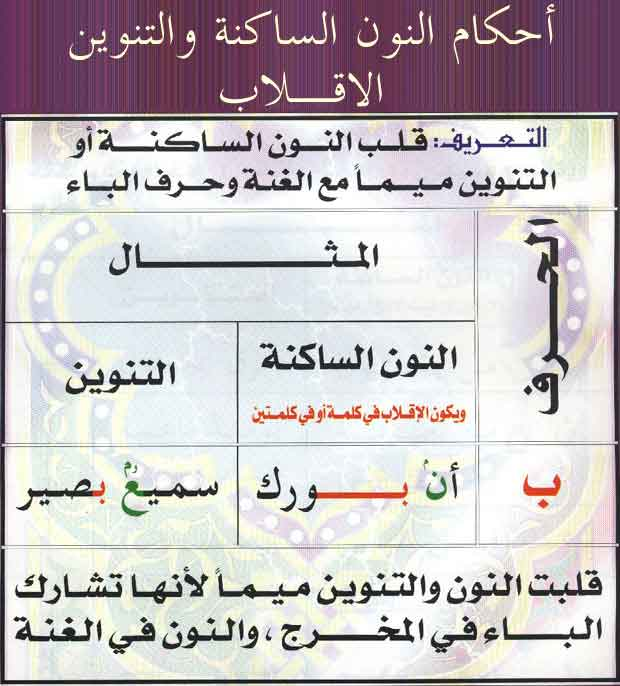 أحكام النون الساكنة والتنوين
الاقلاب
التعريف: قلب النون الساكنة أو
التنوين ميماً مع الغنة وحرف الباء
الحرف
المثال
النون الساكنة
ويكون الإقلاب في كلمة أو في كلمتين
التنوين
ب
أن بورك
سميع بصير
قلبت النون والتنوين ميماً لأنها تشارك
الباء في المخرج، والنون في الغنة